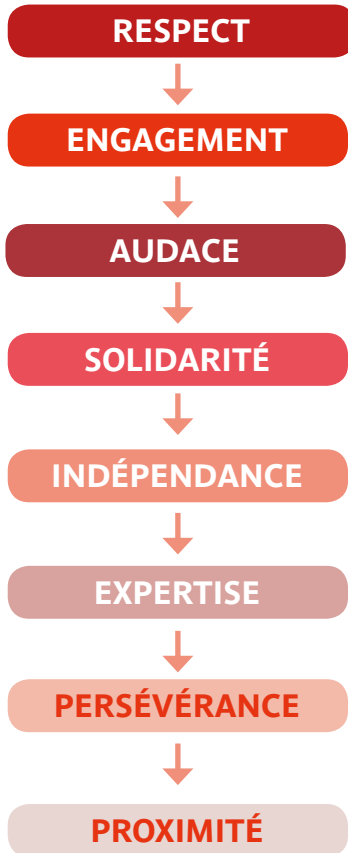 RESPECT
ENGAGEMENT
AUDACE
SOLIDARITÉ
INDÉPENDANCE
EXPERTISE
PERSÉVÉRANCE
PROXIMITÉ